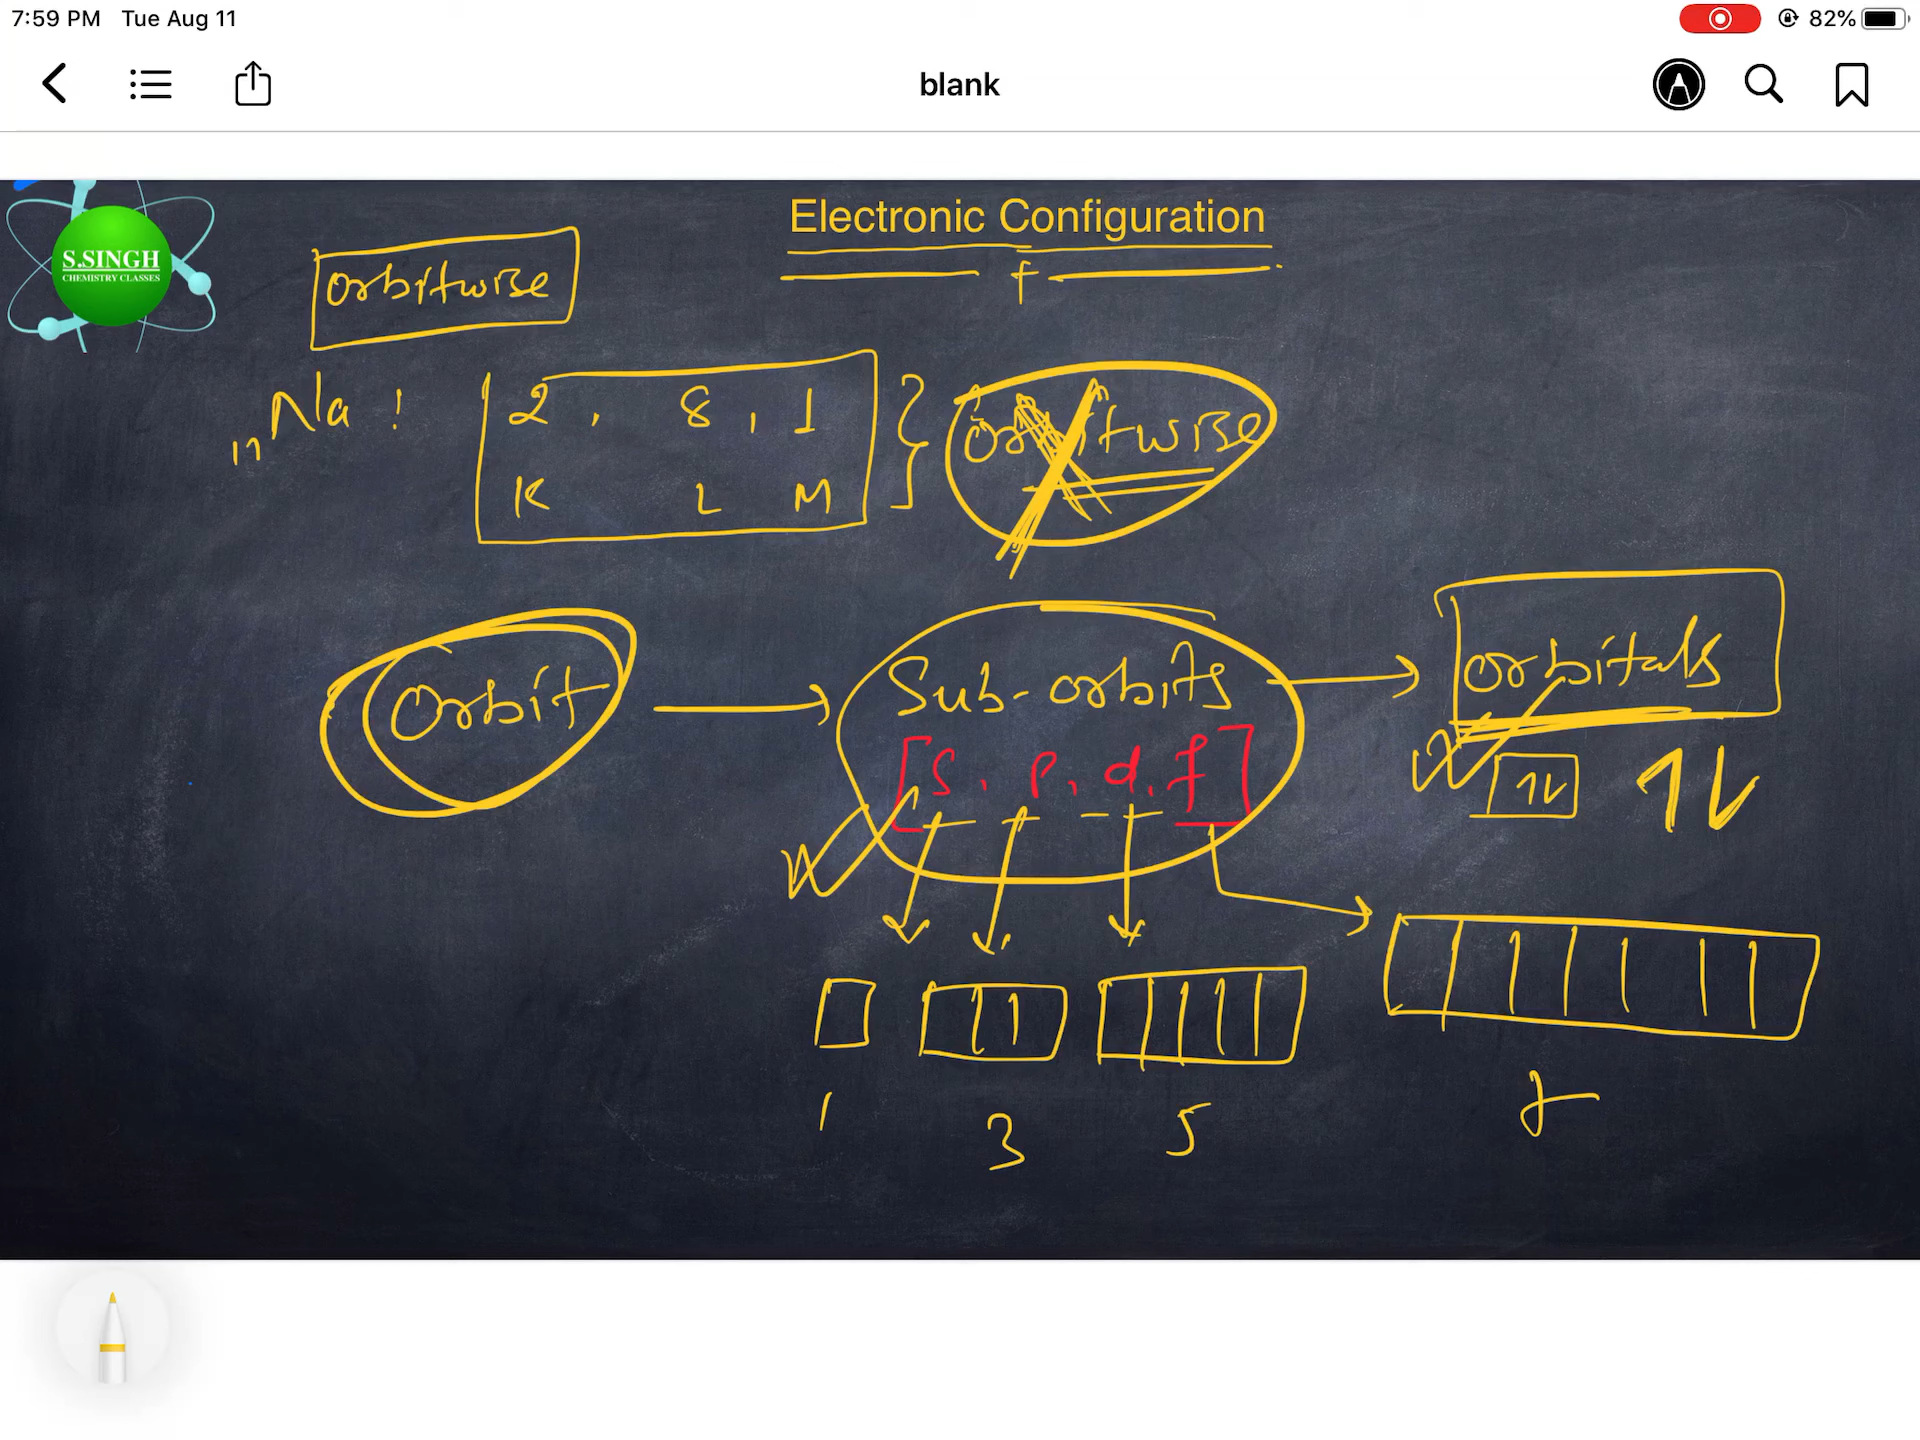 7:59 PM Tue Aug 11
82%
blank
S.SINGH
CHEMISTRY CLASSES
Electronic Configuration
orbitwise
11Na : 2, 8, 1
orbitwise
K L M
Orbit
Sub-orbits
orbitals
[s, p, d, f]
1 3 5 7